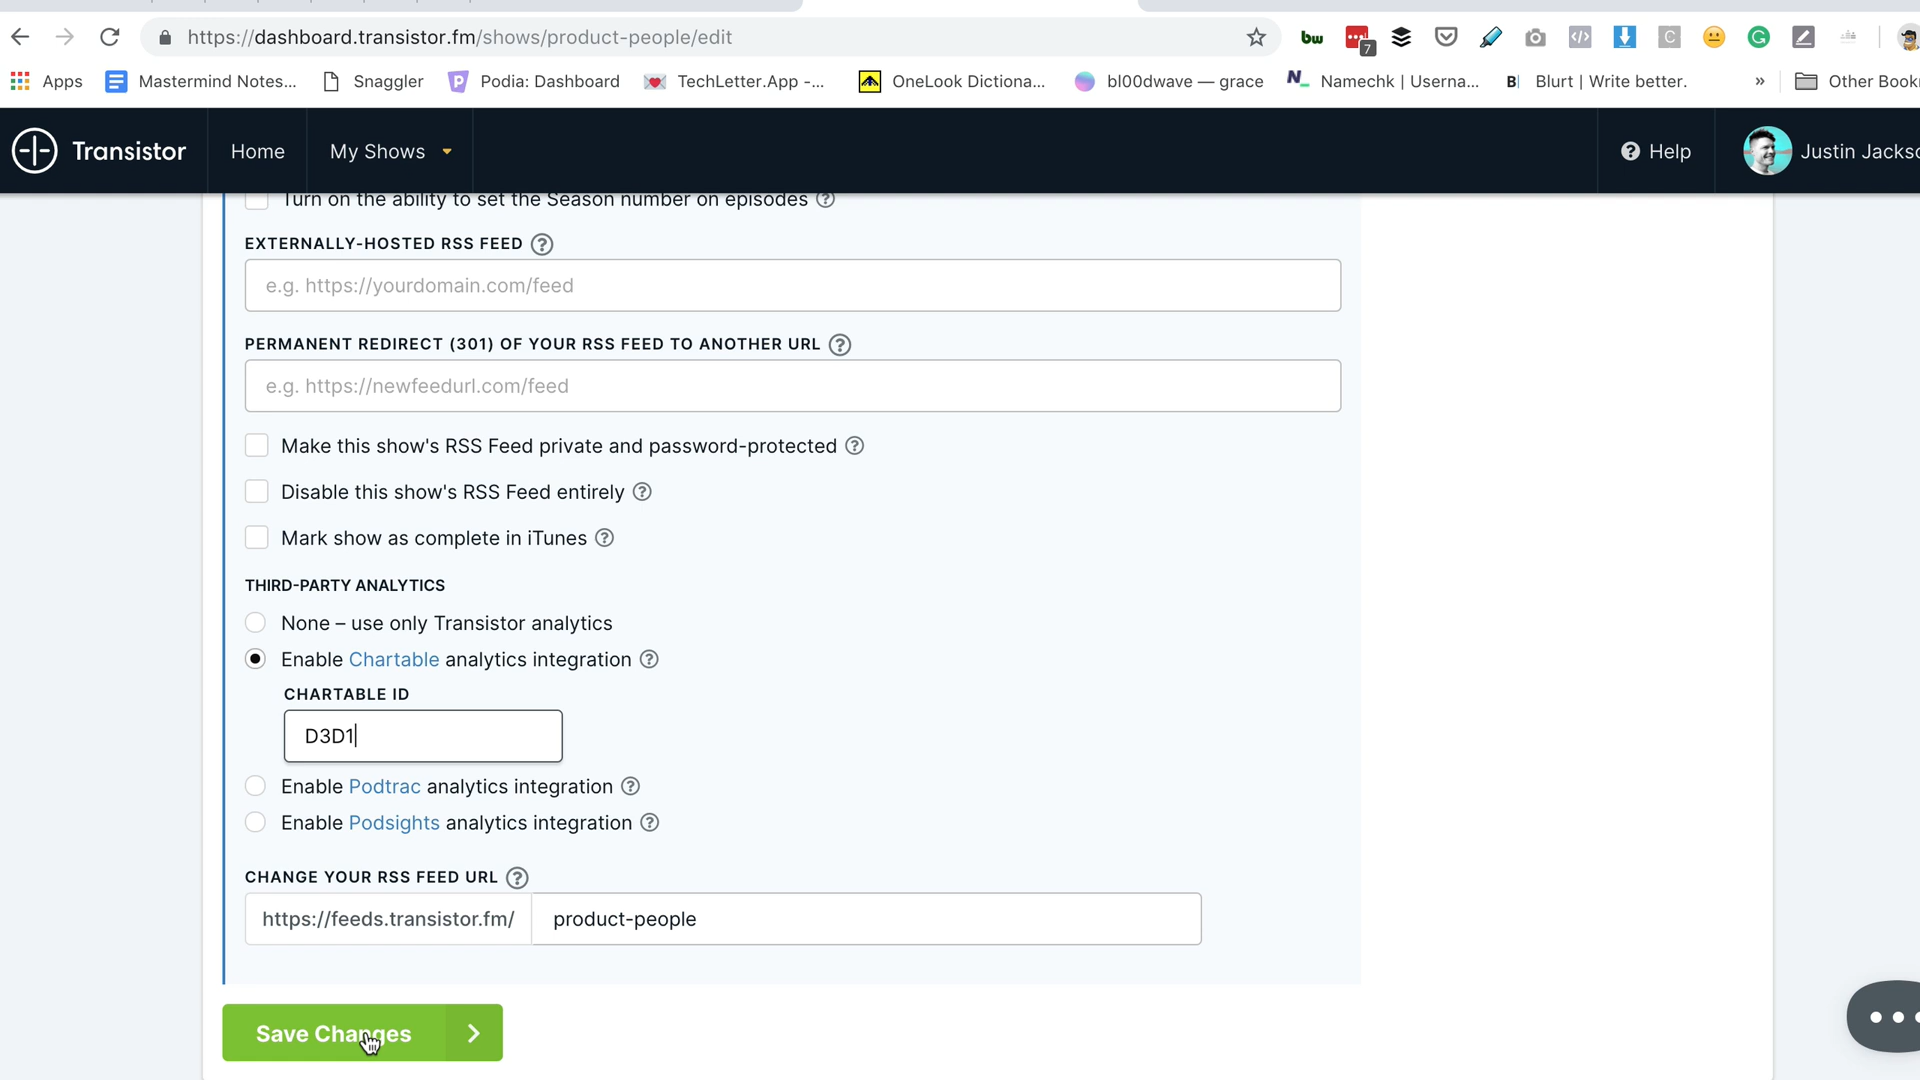 https://dashboard.transistor.fm/shows/product-people/edit
bw
7
C
G
Apps
Mastermind Notes...
Snaggler
Podia: Dashboard
TechLetter.App -...
OneLook Dictiona...
bl00dwave — grace
Namechk | Userna...
Blurt | Write better.
»
Other Book
Transistor
Home
My Shows
Help
Justin Jackso
Turn on the ability to set the Season number on episodes
EXTERNALLY-HOSTED RSS FEED
e.g. https://yourdomain.com/feed
PERMANENT REDIRECT (301) OF YOUR RSS FEED TO ANOTHER URL
e.g. https://newfeedurl.com/feed
Make this show's RSS Feed private and password-protected
Disable this show's RSS Feed entirely
Mark show as complete in iTunes
THIRD-PARTY ANALYTICS
None – use only Transistor analytics
Enable Chartable analytics integration
CHARTABLE ID
D3D1
Enable Podtrac analytics integration
Enable Podsights analytics integration
CHANGE YOUR RSS FEED URL
https://feeds.transistor.fm/ product-people
Save Changes